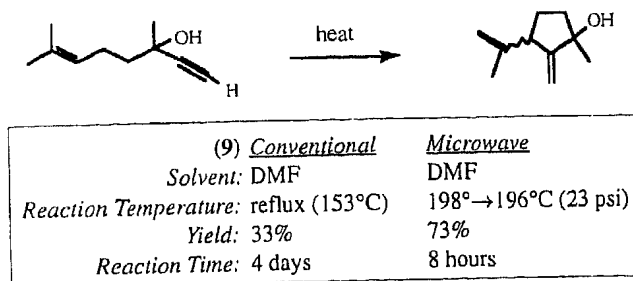 OH
heat
OH
H
(9) Conventional Microwave
Solvent: DMF DMF
Reaction Temperature: reflux (153°C) 198°→196°C (23 psi)
Yield: 33% 73%
Reaction Time: 4 days 8 hours